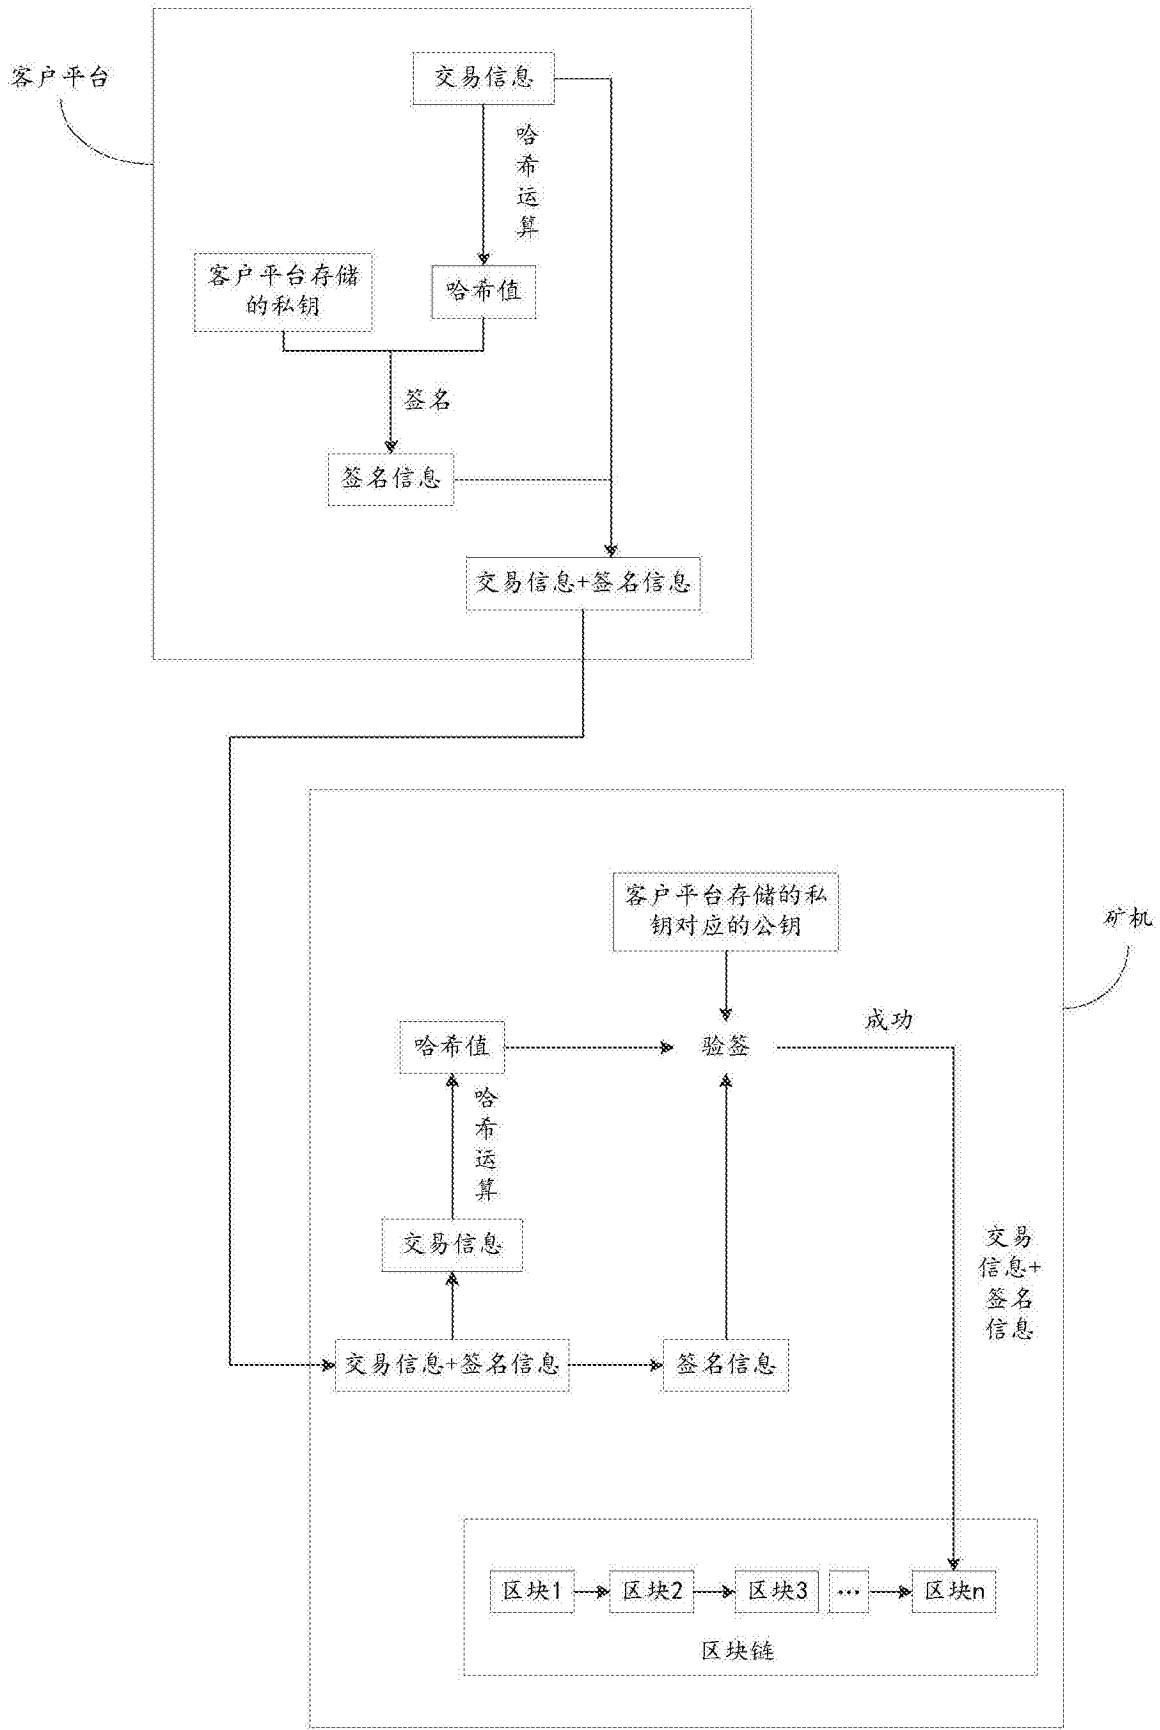 客户平台
交易信息
哈
希
运
算
客户平台存储
的私钥
哈希值
签名
签名信息
交易信息+签名信息
客户平台存储的私
钥对应的公钥
矿机
成功
哈希值
验签
哈
希
运
算
交易信息
交易
信息+
签名
信息
交易信息+签名信息
签名信息
区块1
区块2
区块3
...
区块n
区块链